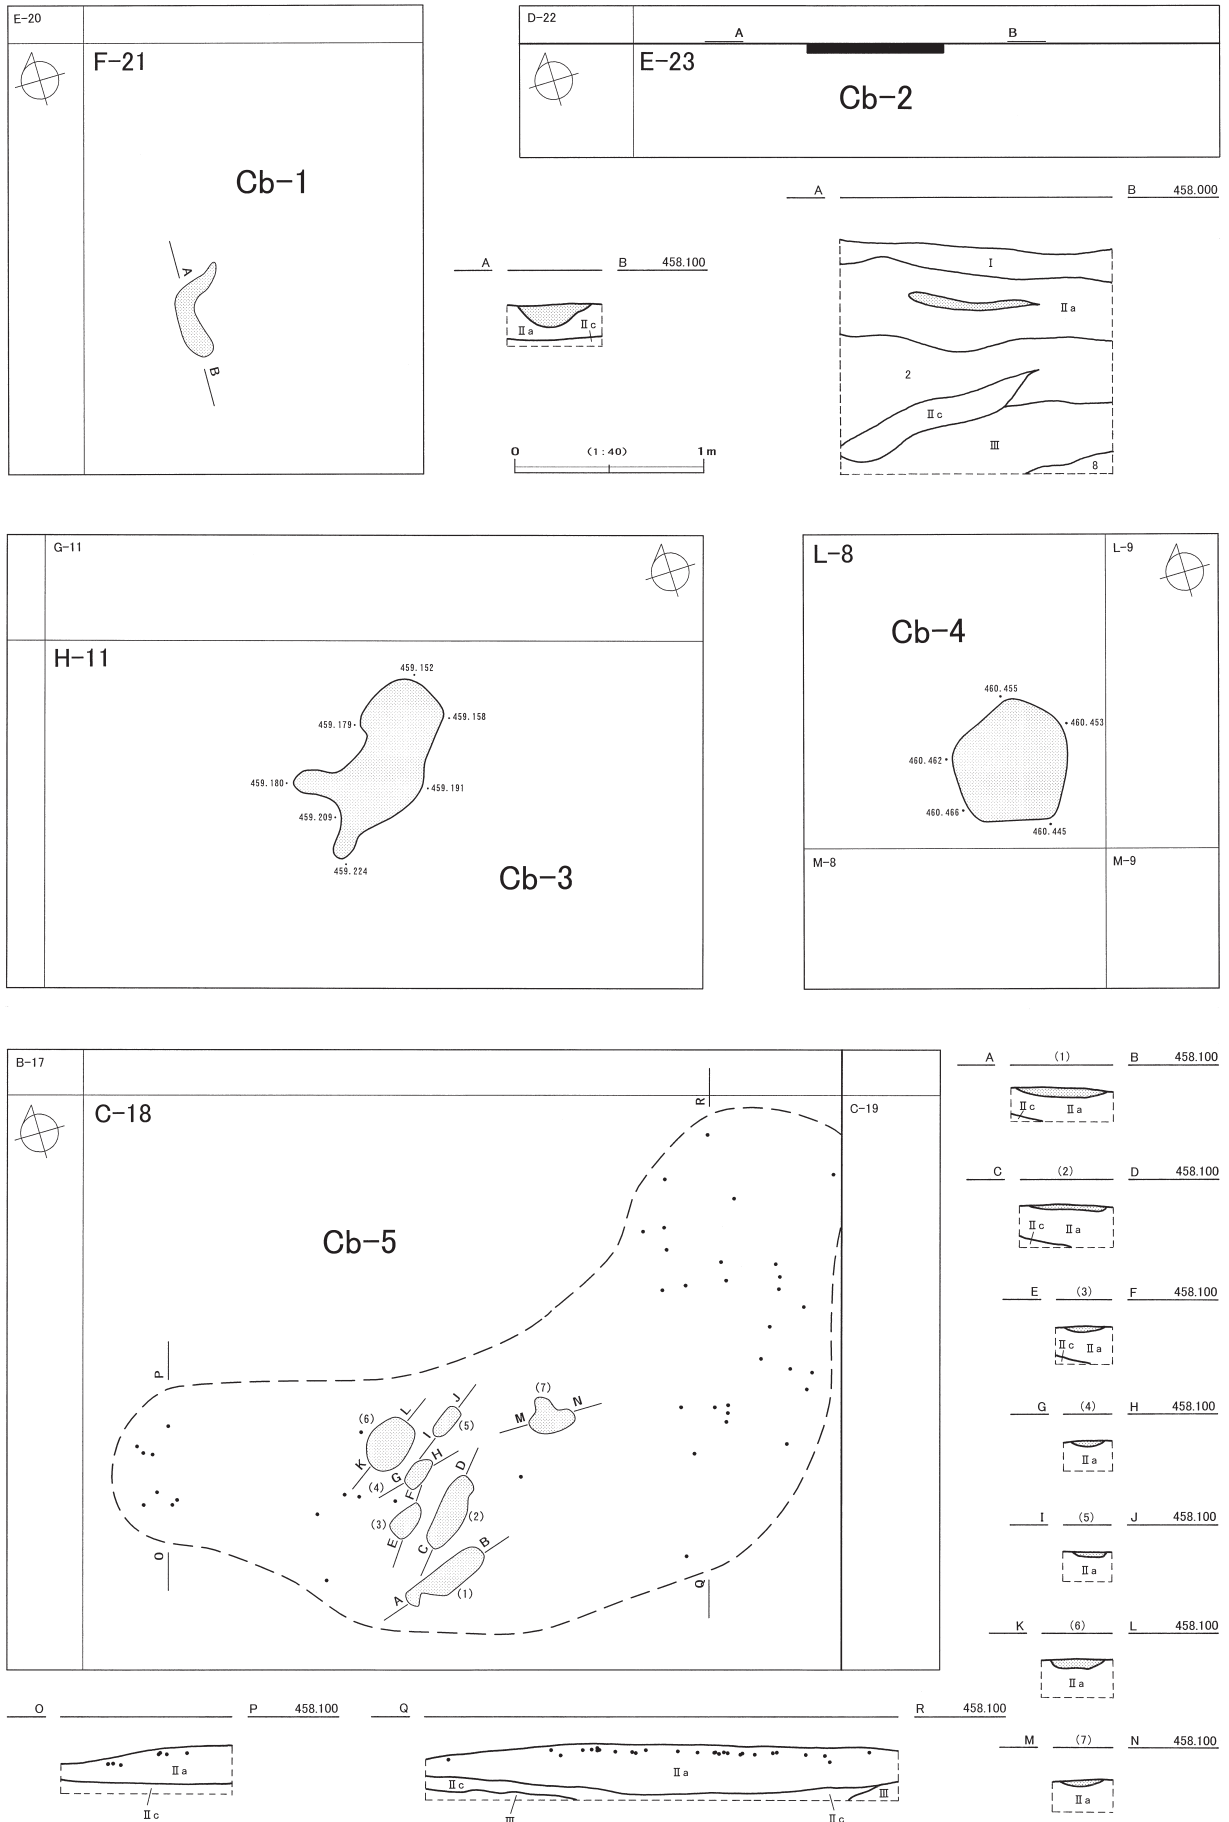 E-20
F-21
Cb-1
A
B
D-22
A
B
E-23
Cb-2
A B 458.100
Ⅱa
Ⅱc
0 (1:40) 1m
A B 458.000
Ⅰ
Ⅱa
2
Ⅱc
Ⅲ
8
G-11
H-11
459.152
459.179
459.158
459.180
459.191
459.209
459.224
Cb-3
L-8
L-9
Cb-4
460.455
460.453
460.462
460.466
460.445
M-8
M-9
B-17
C-18
C-19
Cb-5
R
P
O
Q
(7)
M
N
(6)
L
J
I
(5)
K
H
G
(4)
F
D
(3)
E
(2)
C
B
A
(1)
A (1) B 458.100
Ⅱc
Ⅱa
C (2) D 458.100
Ⅱc
Ⅱa
E (3) F 458.100
Ⅱc
Ⅱa
G (4) H 458.100
Ⅱa
I (5) J 458.100
Ⅱa
K (6) L 458.100
Ⅱa
M (7) N 458.100
Ⅱa
O P 458.100
Ⅱa
Ⅱc
Q R 458.100
Ⅱc
Ⅱa
Ⅲ
Ⅲ
Ⅱc